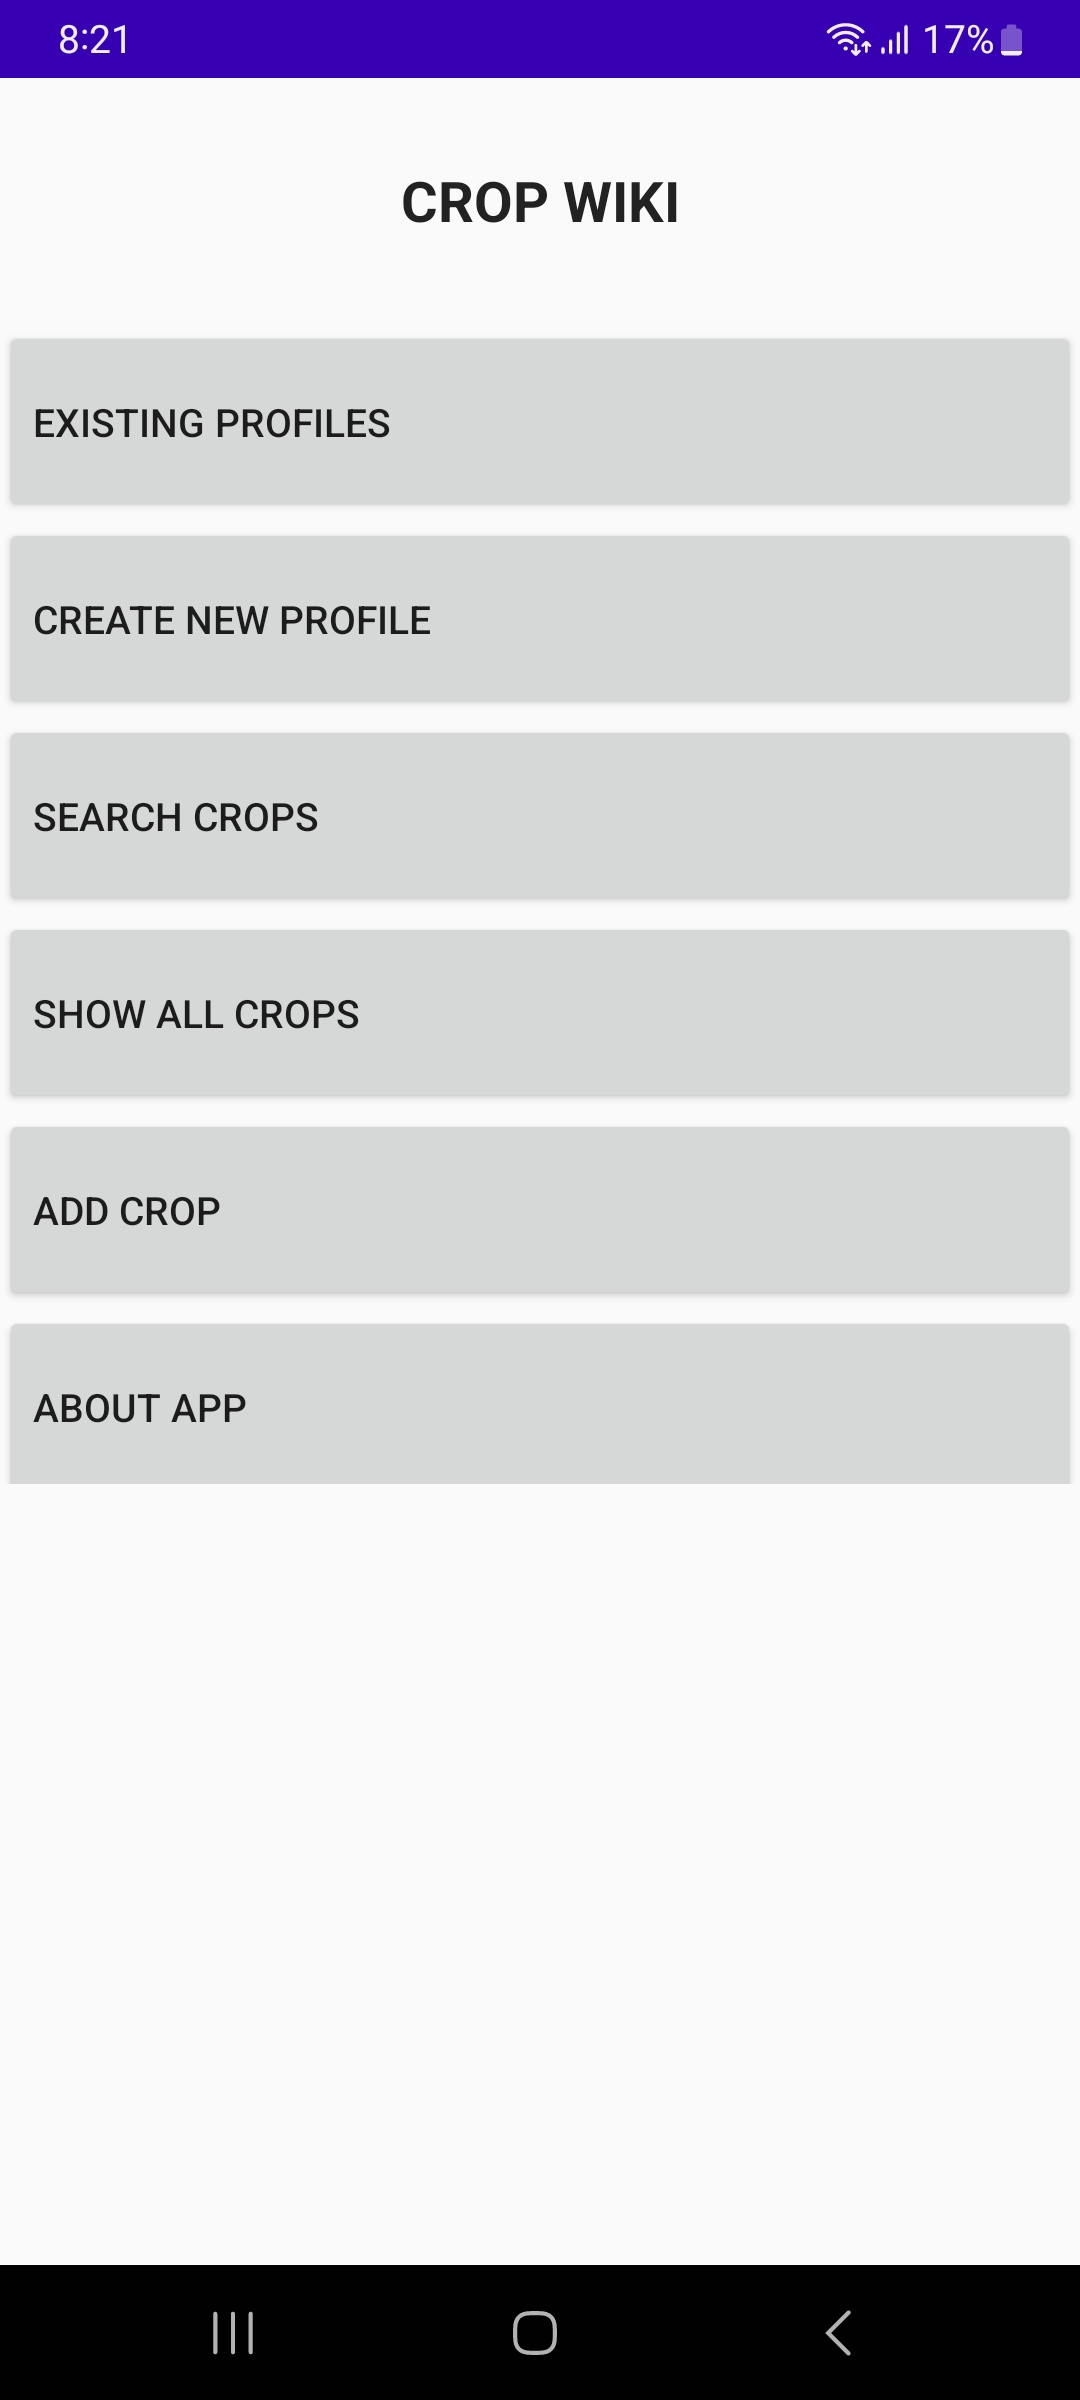 8:21
17%
CROP WIKI
EXISTING PROFILES
CREATE NEW PROFILE
SEARCH CROPS
SHOW ALL CROPS
ADD CROP
ABOUT APP